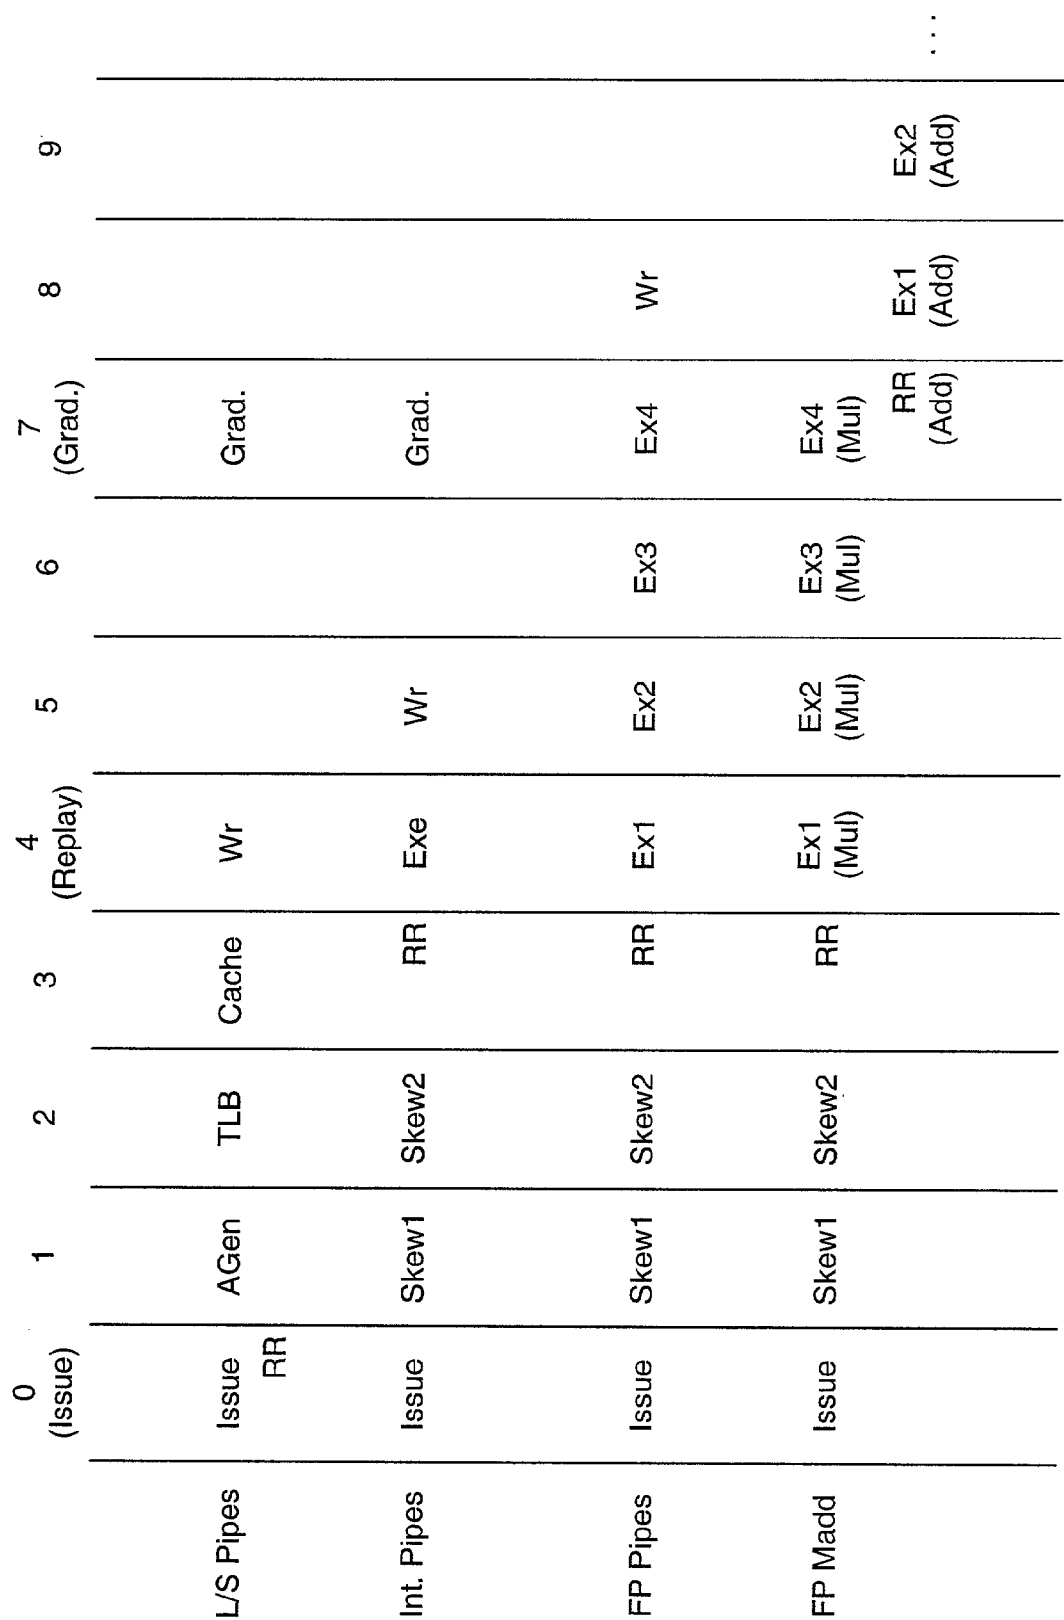 0 1 2 3 4 5 6 7 8 9
(Issue) (Replay) (Grad.)
L/S Pipes Issue AGen TLB Cache Wr Grad.
RR
Int. Pipes Issue Skew1 Skew2 RR Exe Wr Grad.
FP Pipes Issue Skew1 Skew2 RR Ex1 Ex2 Ex3 Ex4 Wr
FP Madd Issue Skew1 Skew2 RR Ex1 Ex2 Ex3 Ex4
(Mul) (Mul) (Mul) (Mul)
RR Ex1 Ex2
(Add) (Add) (Add) ...